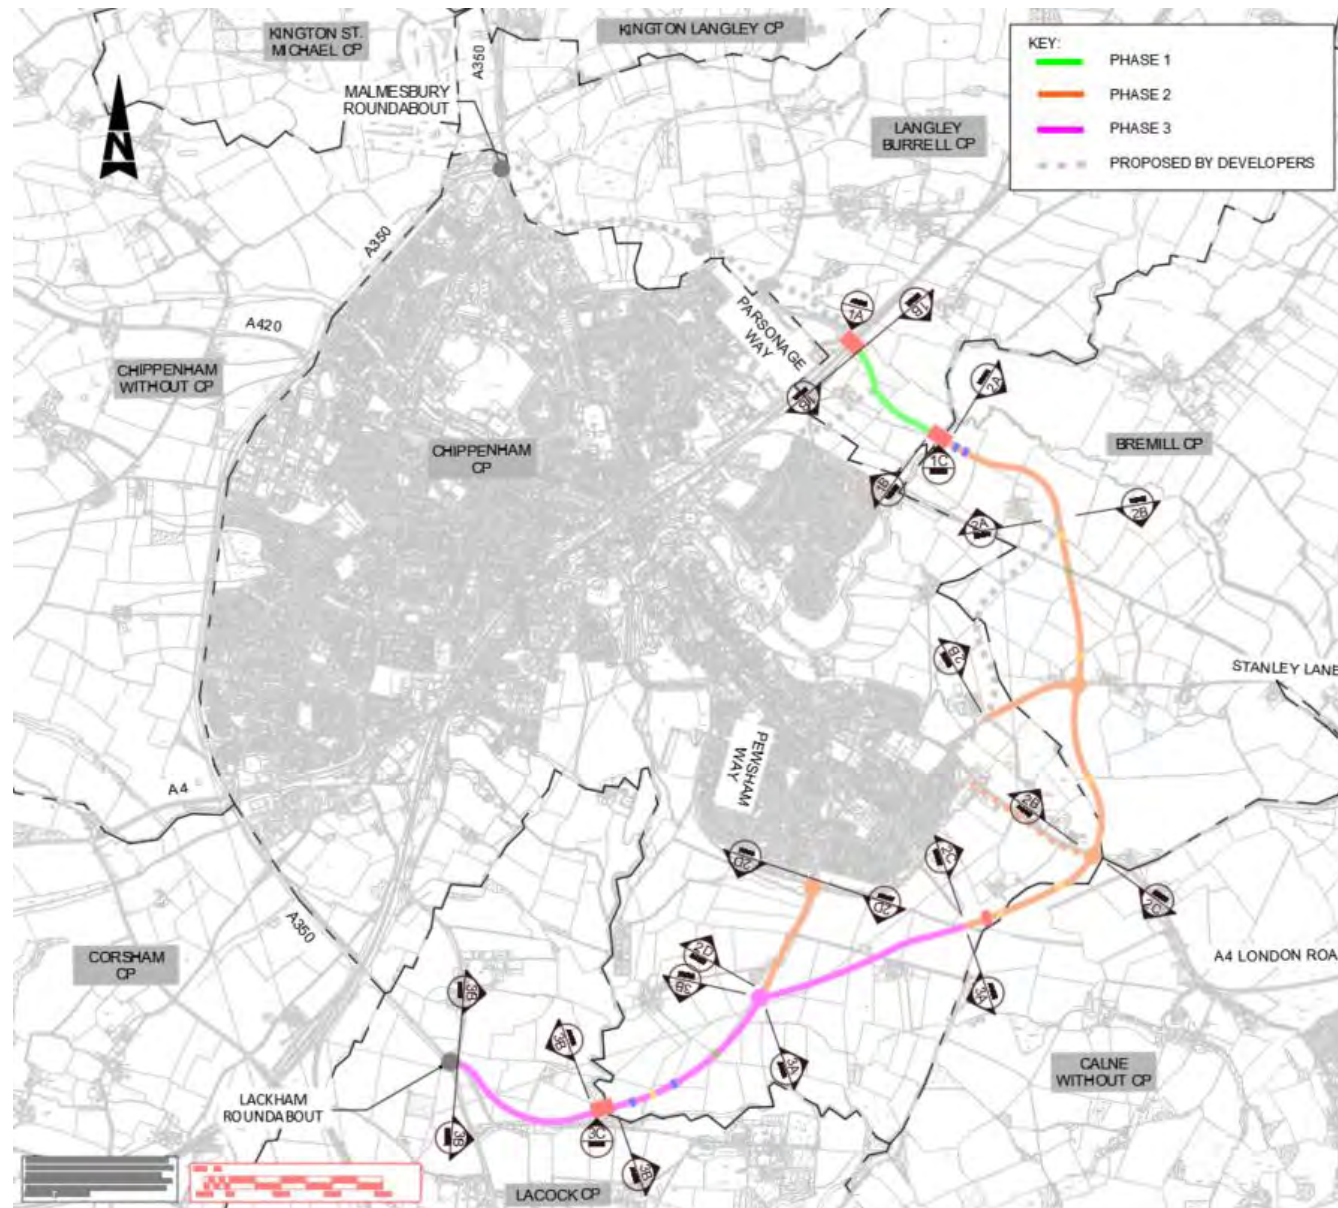 KINGTON ST.
MICHAEL CP
KINGTON LANGLEY CP
A350
KEY:
PHASE 1
PHASE 2
PHASE 3
PROPOSED BY DEVELOPERS
MALMESBURY
ROUNDABOUT
LANGLEY
BURRELL CP
N
A350
A420
PARSONAGE
WAY
1A
1B
1B
CHIPPENHAM
WITHOUT CP
2A
CHIPPENHAM
CP
BREMILL CP
1C
1B
2A
2B
2B
STANLEY LANE
PEWSHAM
WAY
A4
2B
2D
2C
2D
2C
A350
CORSHAM
CP
2D
3B
A4 LONDON ROA
3B
3A
3B
3A
CALNE
WITHOUT CP
LACKHAM
ROUNDABOUT
3B
3C
3B
LACOCK CP